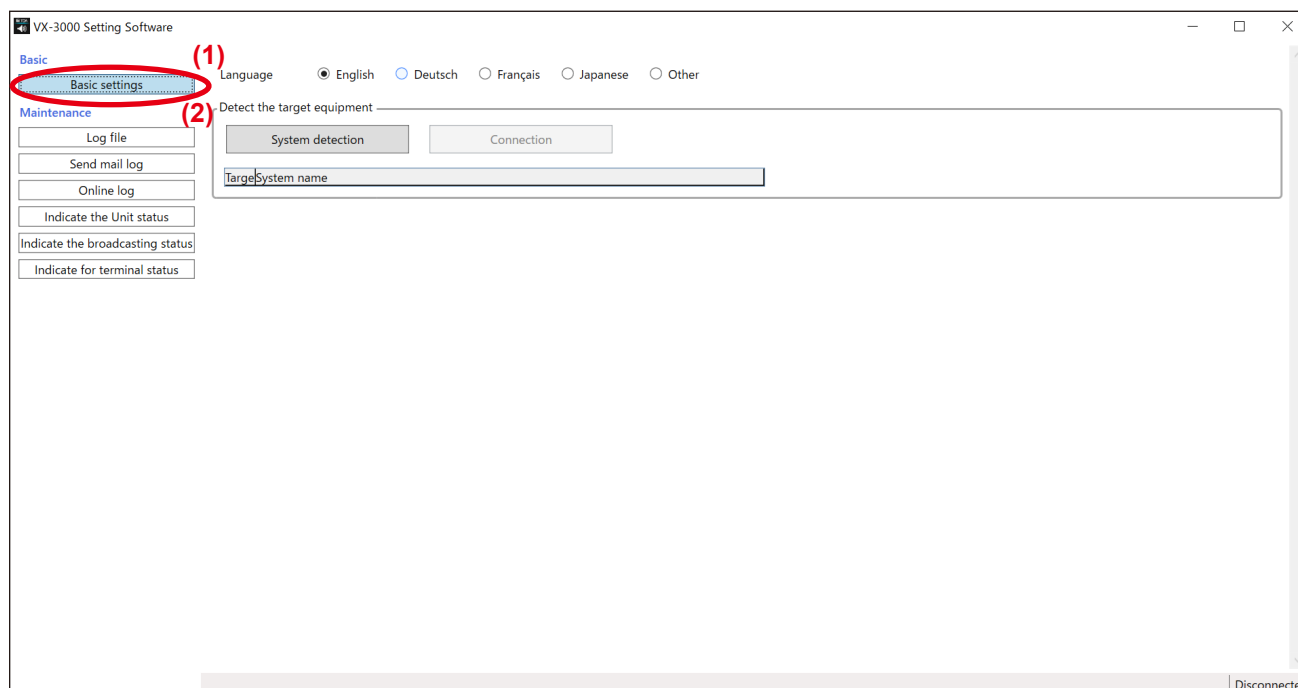 VX-3000 Setting Software
Basic
(1)
Basic settings
Language English Deutsch Français Japanese Other
Maintenance
(2)
Detect the target equipment
Log file
System detection Connection
Send mail log
Targe System name
Online log
Indicate the Unit status
Indicate the broadcasting status
Indicate for terminal status
Disconnecte